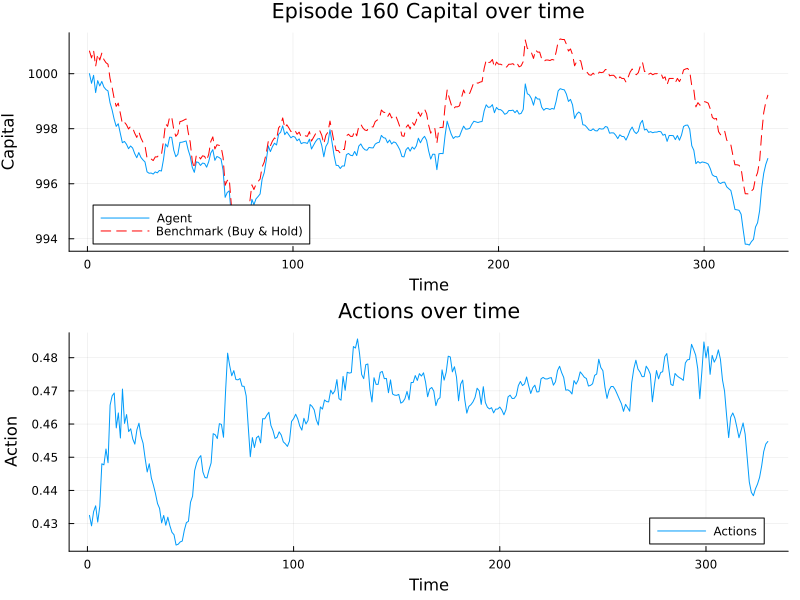 Episode 160 Capital over time
Capital
1000
998
996
994
Agent
Benchmark (Buy & Hold)
0 100 200 300
Time
Actions over time
Action
0.48
0.47
0.46
0.45
0.44
0.43
Actions
0 100 200 300
Time